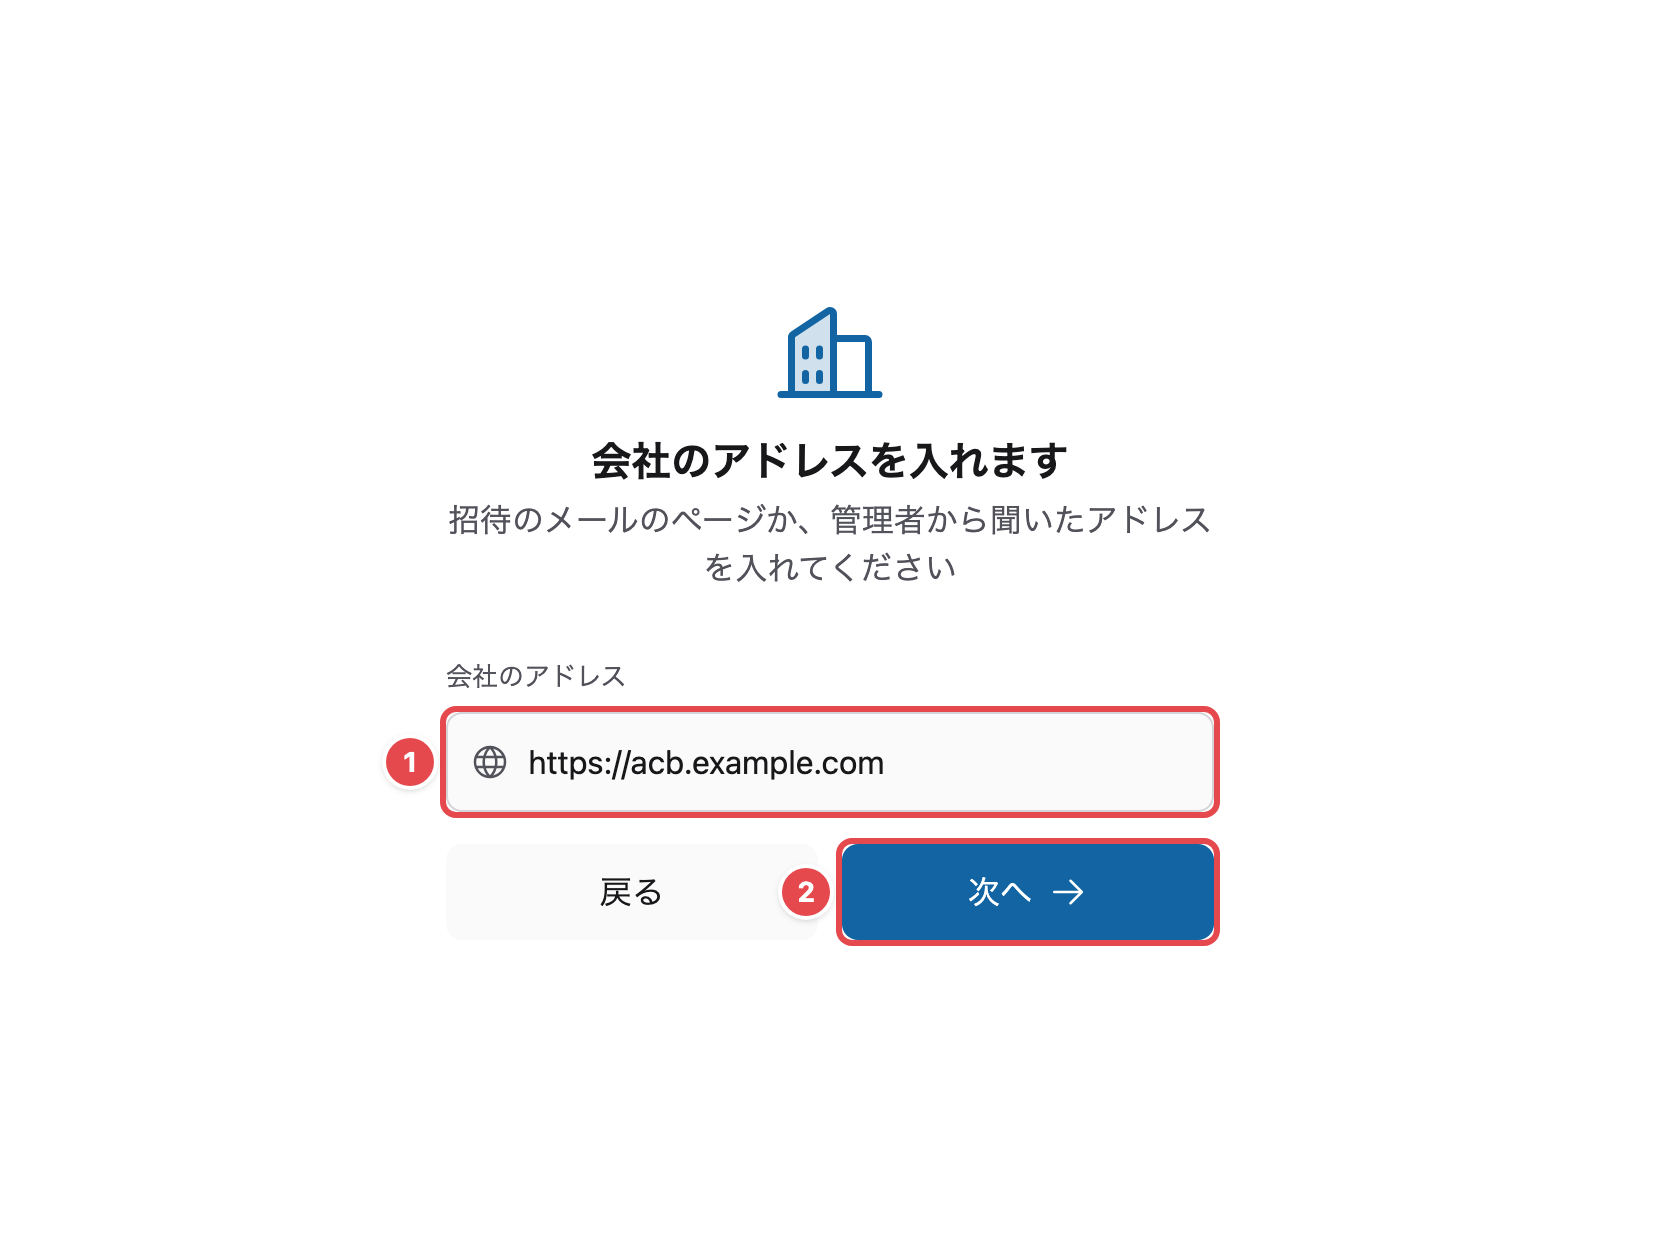 会社のアドレスを入れます
招待のメールのページか、管理者から聞いたアドレス
を入れてください
会社のアドレス
1
https://acb.example.com
戻る
2
次へ →